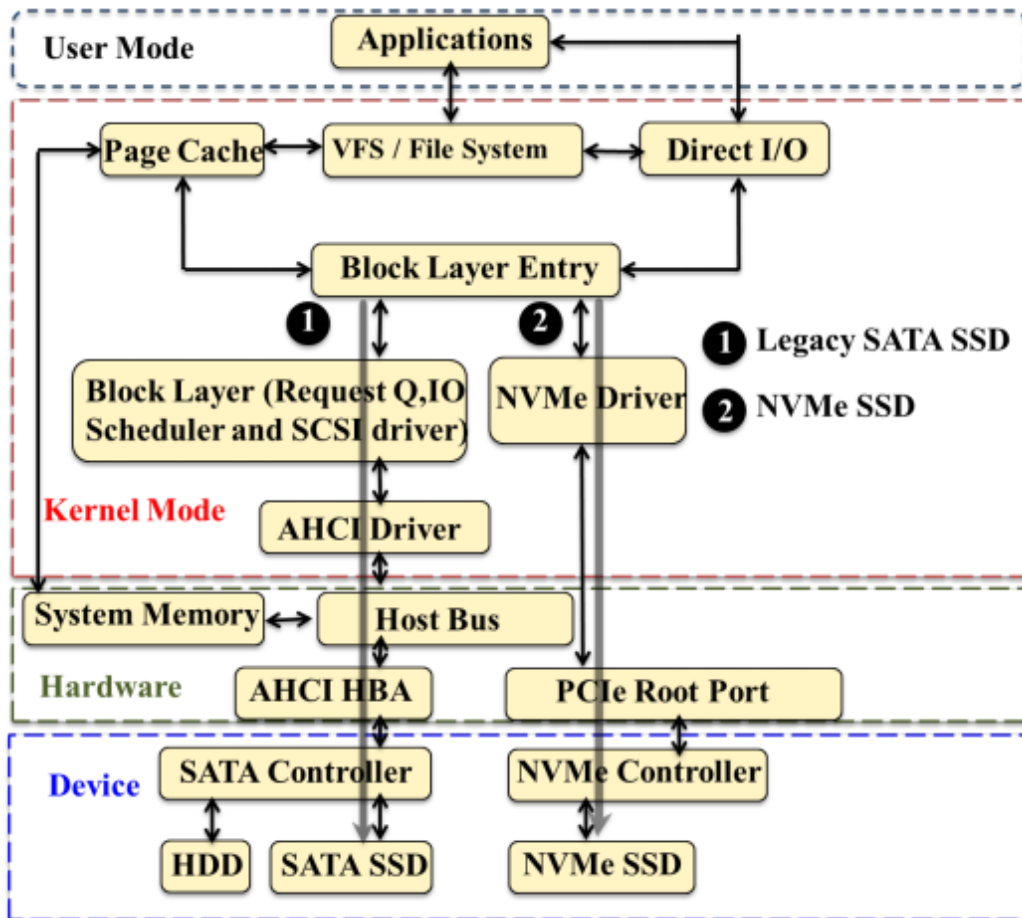 User Mode
Applications
Page Cache
VFS / File System
Direct I/O
Block Layer Entry
1
2
1 Legacy SATA SSD
Block Layer (Request Q,IO
Scheduler and SCSI driver)
NVMe Driver
2 NVMe SSD
Kernel Mode
AHCI Driver
System Memory
Host Bus
Hardware
AHCI HBA
PCIe Root Port
Device
SATA Controller
NVMe Controller
HDD
SATA SSD
NVMe SSD